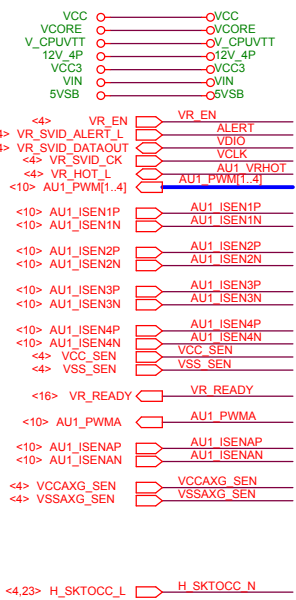 VCC VCC
VCORE VCORE
V_CPUVTT V_CPUVTT
12V_4P 12V_4P
VCC3 VCC3
VIN VIN
5VSB 5VSB
<4> VR_EN VR_EN
4> VR_SVID_ALERT_L ALERT
4> VR_SVID_DATAOUT VDIO
<4> VR_SVID_CK VCLK
<4> VR_HOT_L AU1_VRHOT
<10> AU1_PWM[1..4] AU1_PWM[1..4]
<10> AU1_ISEN1P AU1_ISEN1P
<10> AU1_ISEN1N AU1_ISEN1N
<10> AU1_ISEN2P AU1_ISEN2P
<10> AU1_ISEN2N AU1_ISEN2N
<10> AU1_ISEN3P AU1_ISEN3P
<10> AU1_ISEN3N AU1_ISEN3N
<10> AU1_ISEN4P AU1_ISEN4P
<10> AU1_ISEN4N AU1_ISEN4N
<4> VCC_SEN VCC_SEN
<4> VSS_SEN VSS_SEN
<16> VR_READY VR_READY
<10> AU1_PWMA AU1_PWMA
<10> AU1_ISENAP AU1_ISENAP
<10> AU1_ISENAN AU1_ISENAN
<4> VCCAXG_SEN VCCAXG_SEN
<4> VSSAXG_SEN VSSAXG_SEN
<4,23> H_SKTOCC_L H_SKTOCC_N